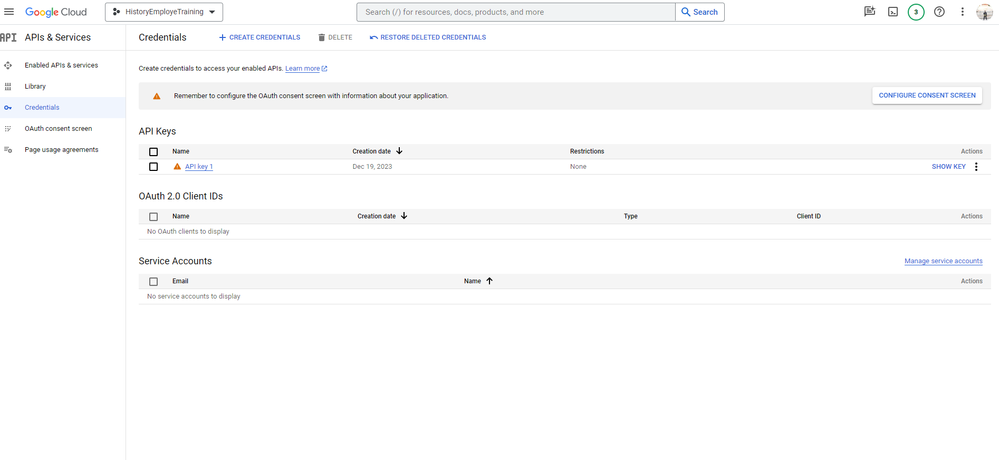 Google Cloud
HistoryEmployeTraining
Search (/) for resources, docs, products, and more
Search
3
API
APIs & Services
Credentials
CREATE CREDENTIALS
DELETE
RESTORE DELETED CREDENTIALS
Enabled APIs & services
Library
Credentials
OAuth consent screen
Page usage agreements
Create credentials to access your enabled APIs. Learn more
Remember to configure the OAuth consent screen with information about your application.
CONFIGURE CONSENT SCREEN
API Keys
Name Creation date Restrictions Actions
API key 1 Dec 19, 2023 None SHOW KEY
OAuth 2.0 Client IDs
Name Creation date Type Client ID Actions
No OAuth clients to display
Service Accounts
Manage service accounts
Email Name Actions
No service accounts to display